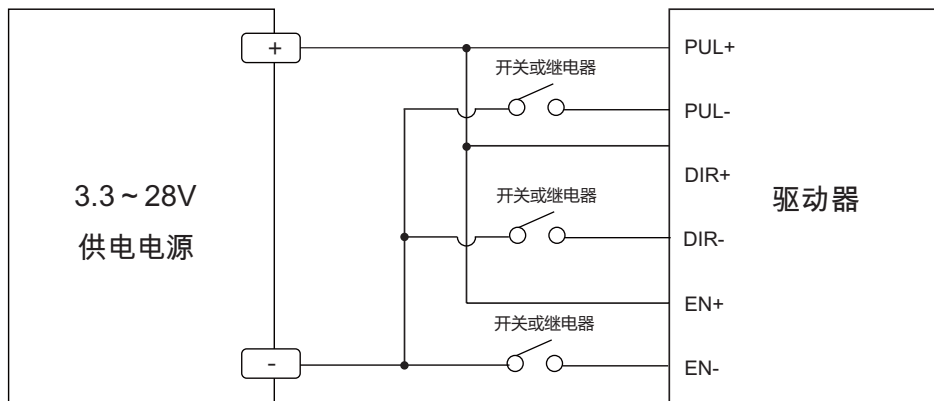 +
PUL+
开关或继电器
PUL-
3.3~28V
供电电源
DIR+
驱动器
开关或继电器
DIR-
EN+
开关或继电器
-
EN-